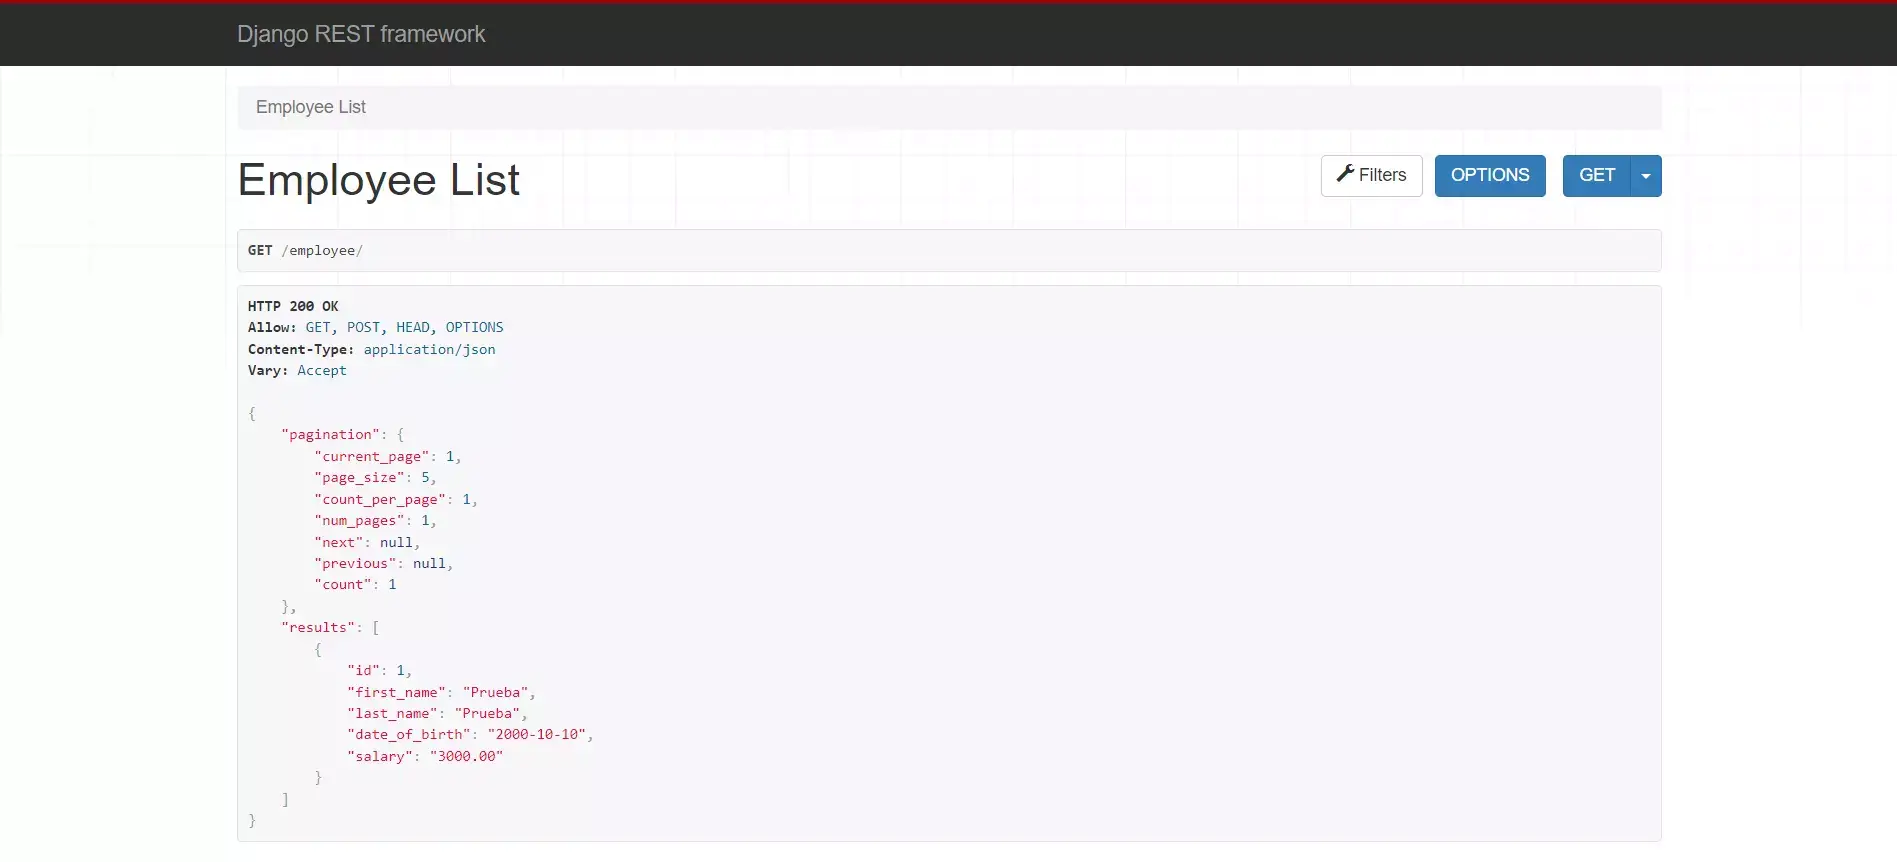 Django REST framework
Employee List
Employee List
Filters
OPTIONS
GET
GET /employee/
HTTP 200 OK
Allow: GET, POST, HEAD, OPTIONS
Content-Type: application/json
Vary: Accept
{
    "pagination": {
        "current_page": 1,
        "page_size": 5,
        "count_per_page": 1,
        "num_pages": 1,
        "next": null,
        "previous": null,
        "count": 1
    },
    "results": [
        {
            "id": 1,
            "first_name": "Prueba",
            "last_name": "Prueba",
            "date_of_birth": "2000-10-10",
            "salary": "3000.00"
        }
    ]
}